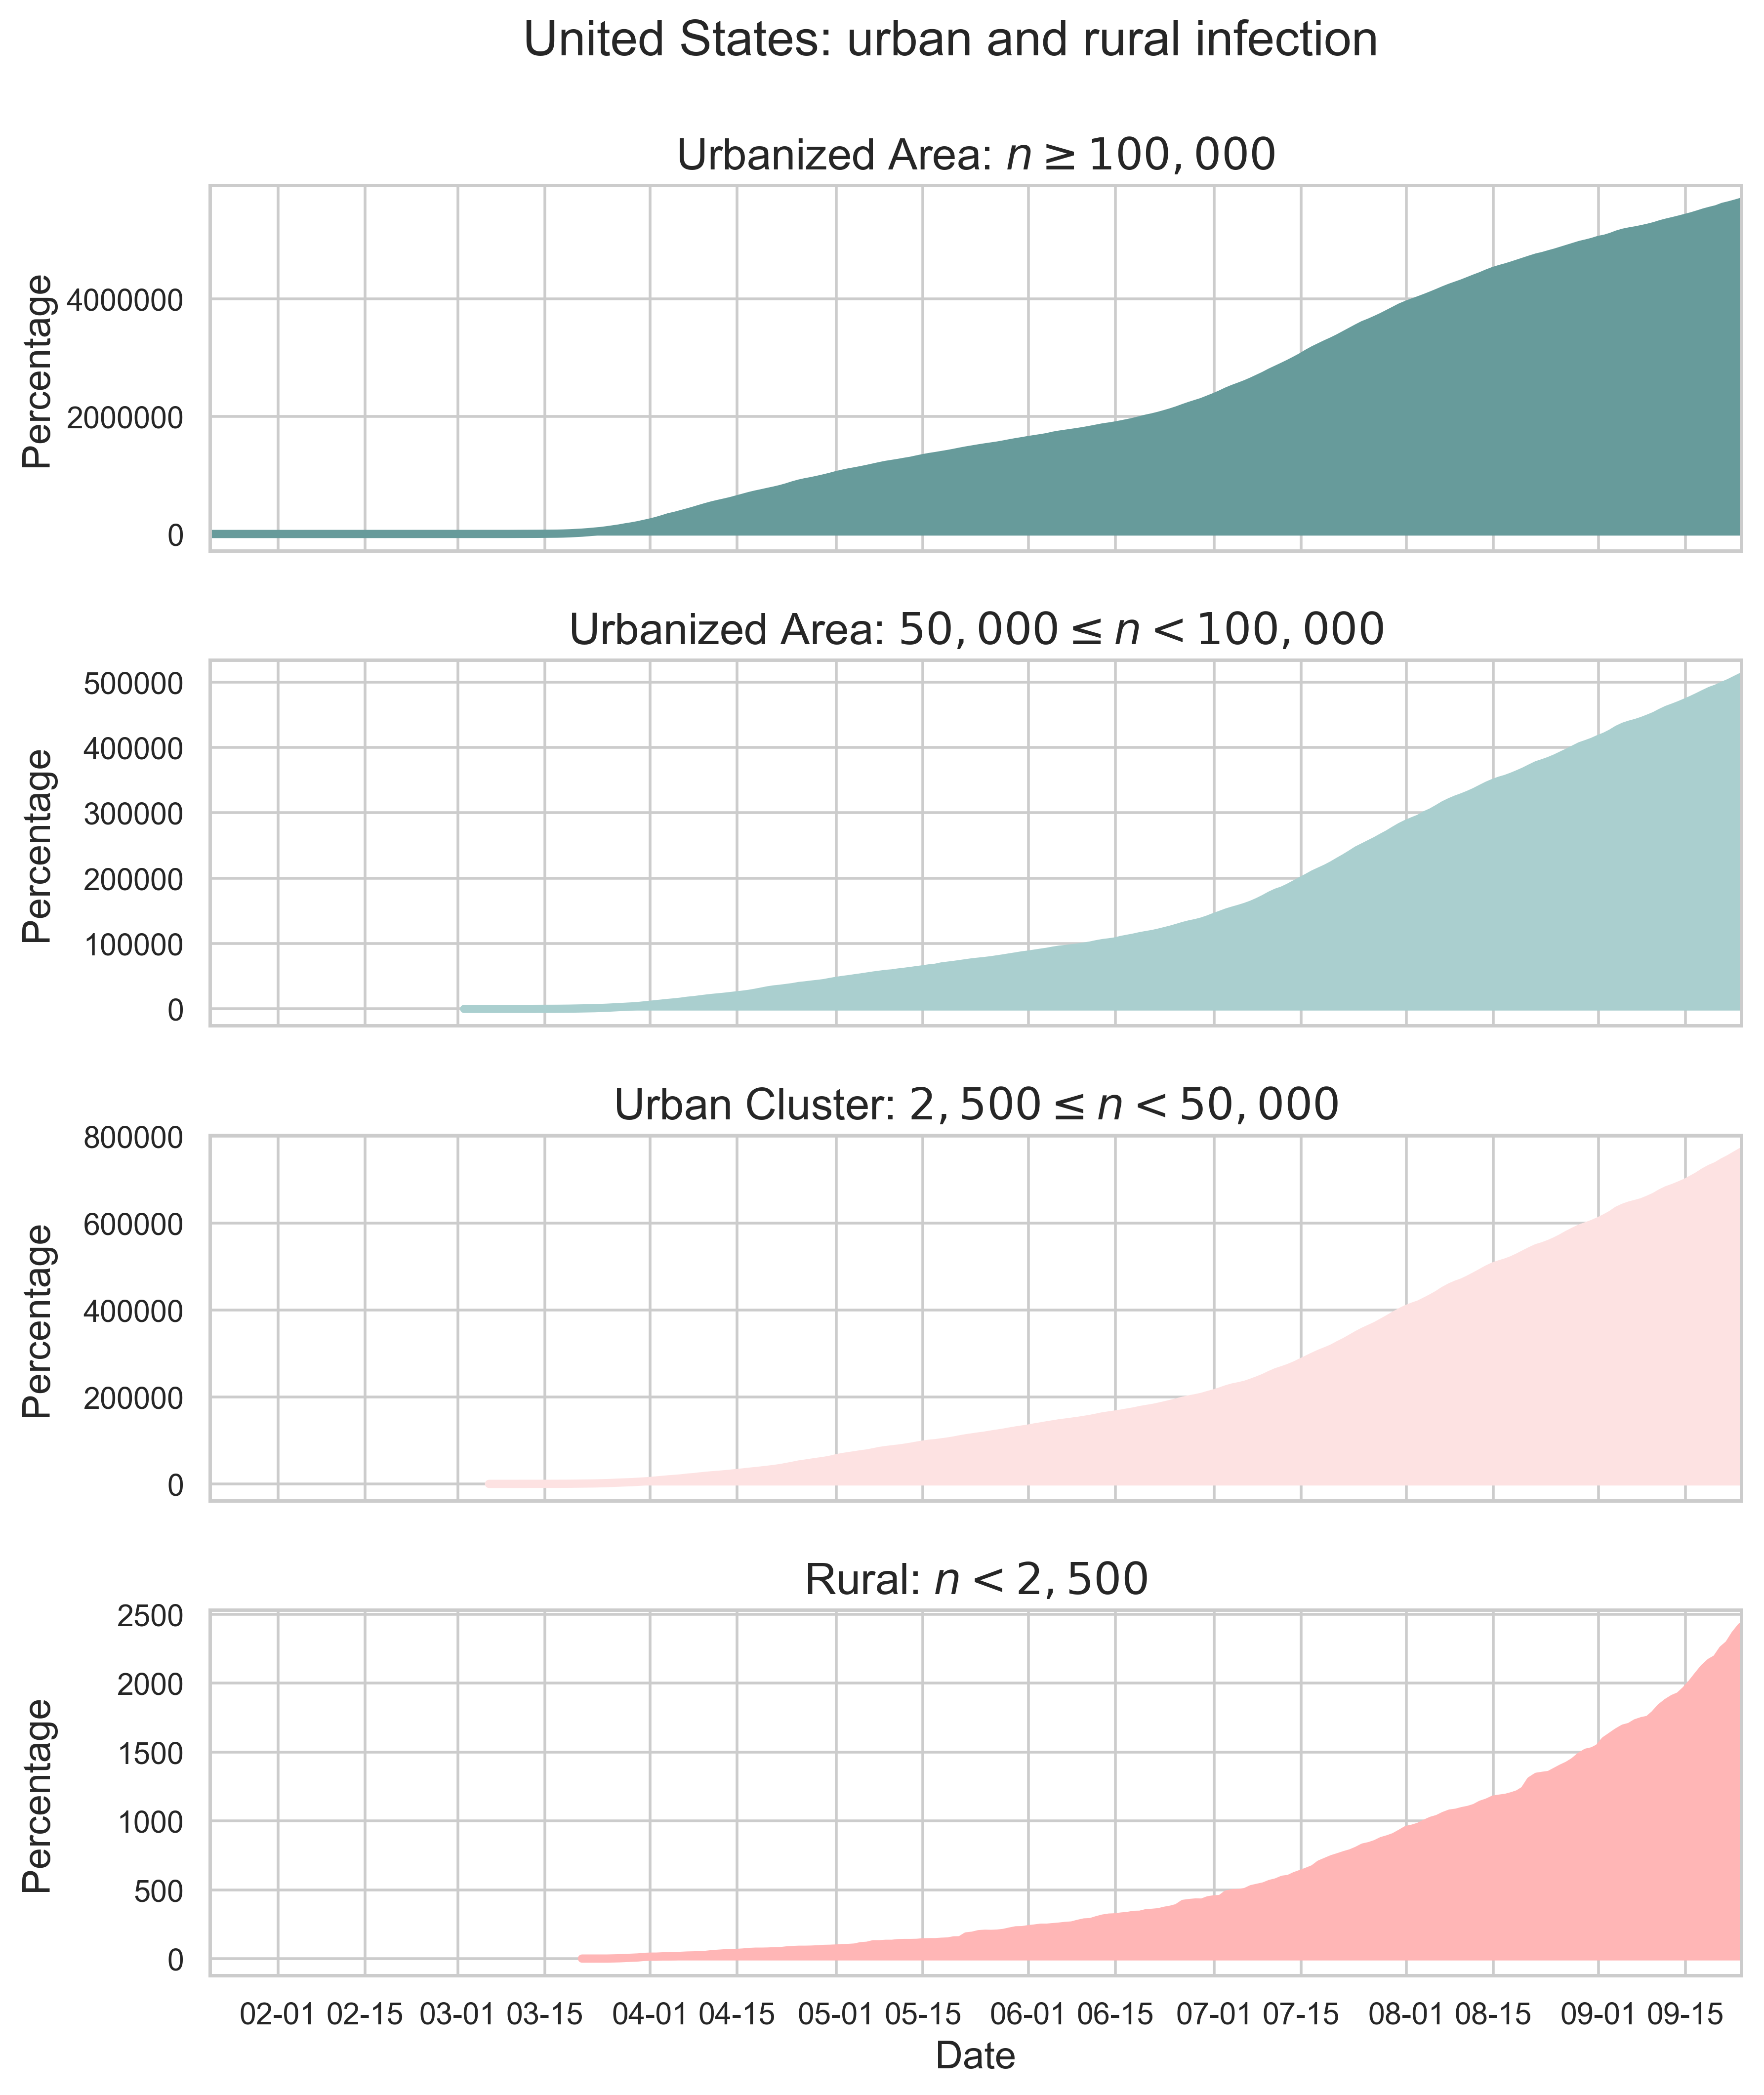 United States: urban and rural infection
Urbanized Area: n ≥ 100,000
Percentage
4000000
2000000
0
Urbanized Area: 50,000 ≤ n < 100,000
Percentage
500000
400000
300000
200000
100000
0
Urban Cluster: 2,500 ≤ n < 50,000
Percentage
800000
600000
400000
200000
0
Rural: n < 2,500
Percentage
2500
2000
1500
1000
500
0
02-01 02-15 03-01 03-15 04-01 04-15 05-01 05-15 06-01 06-15 07-01 07-15 08-01 08-15 09-01 09-15
Date